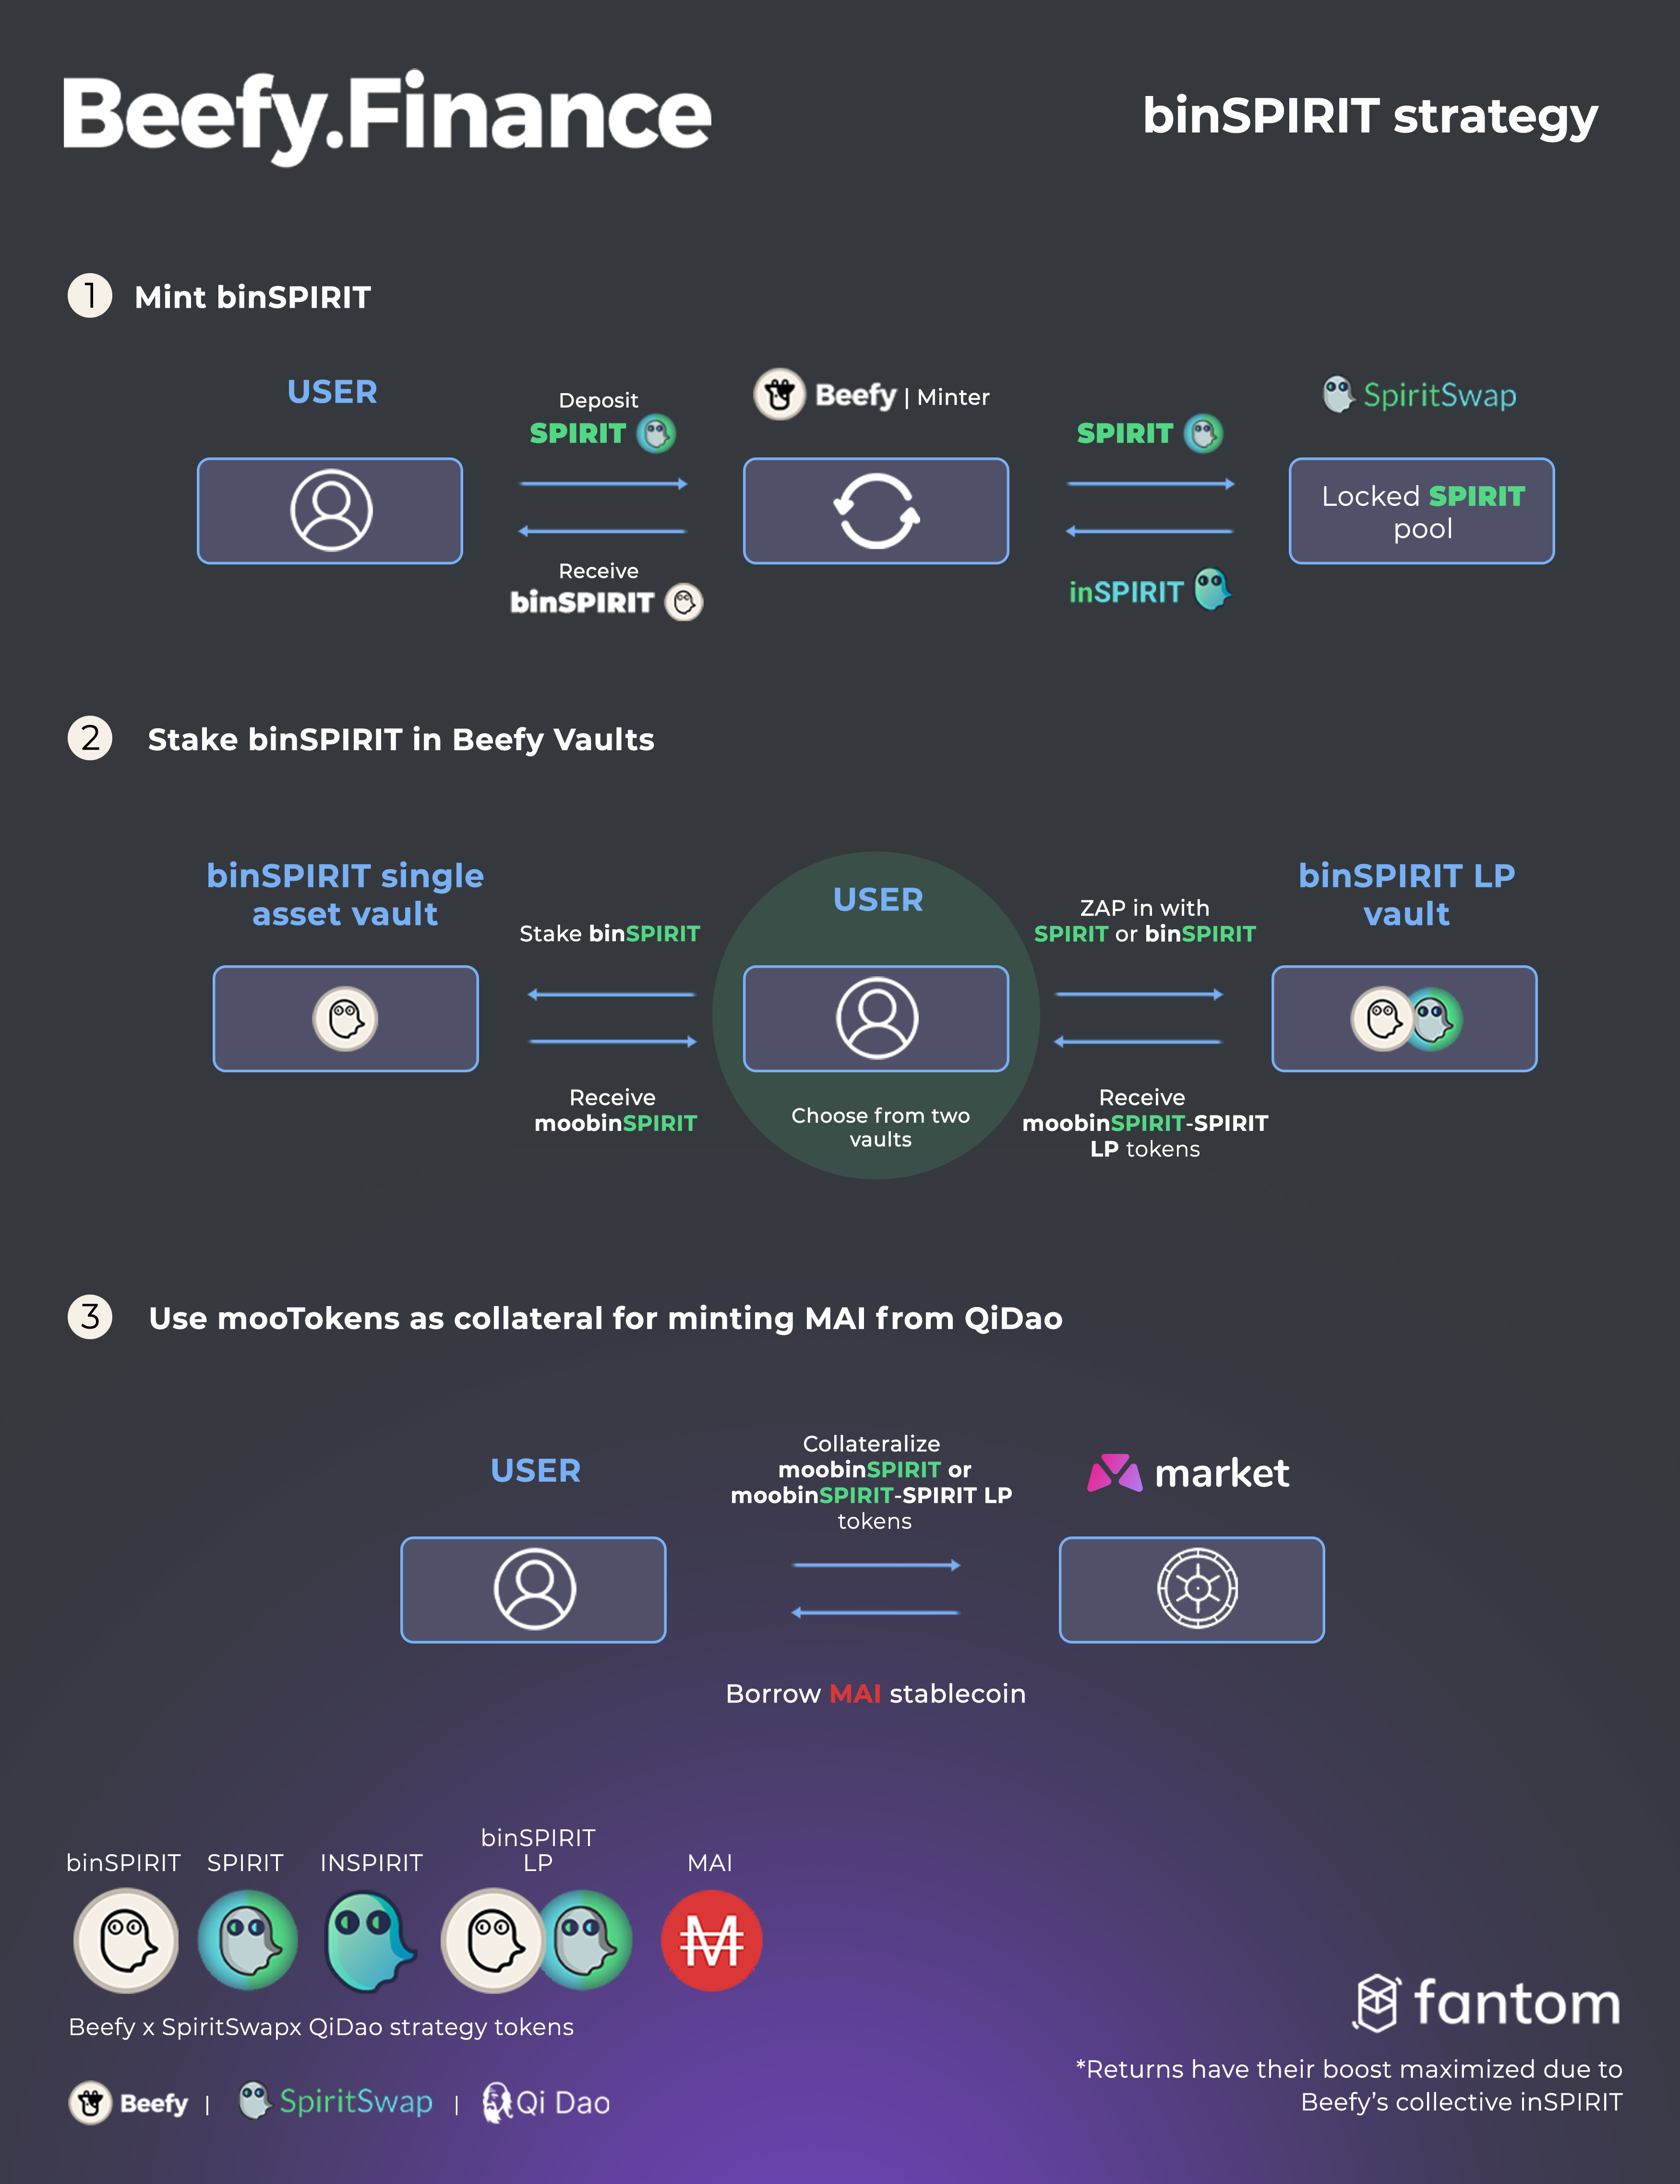 Beefy.Finance
binSPIRIT strategy
1 Mint binSPIRIT
USER
Deposit
SPIRIT
Receive
binSPIRIT
Beefy | Minter
SPIRIT
inSPIRIT
SpiritSwap
Locked SPIRIT
pool
2 Stake binSPIRIT in Beefy Vaults
binSPIRIT single
asset vault
Stake binSPIRIT
Receive
moobinSPIRIT
USER
Choose from two
vaults
ZAP in with
SPIRIT or binSPIRIT
Receive
moobinSPIRIT-SPIRIT
LP tokens
binSPIRIT LP
vault
3 Use mooTokens as collateral for minting MAI from QiDao
USER
Collateralize
moobinSPIRIT or
moobinSPIRIT-SPIRIT LP
tokens
Borrow MAI stablecoin
market
binSPIRIT
SPIRIT
INSPIRIT
binSPIRIT
LP
MAI
Beefy x SpiritSwapx QiDao strategy tokens
Beefy | SpiritSwap | Qi Dao
fantom
*Returns have their boost maximized due to
Beefy’s collective inSPIRIT